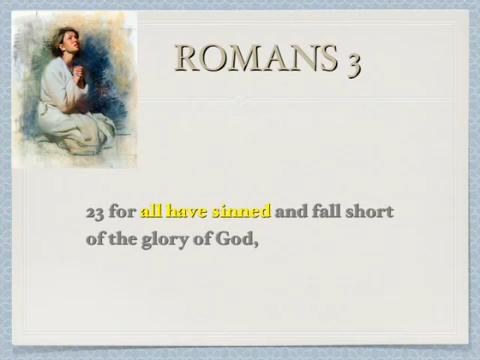 ROMANS 3
23 for all have sinned and fall short
of the glory of God,